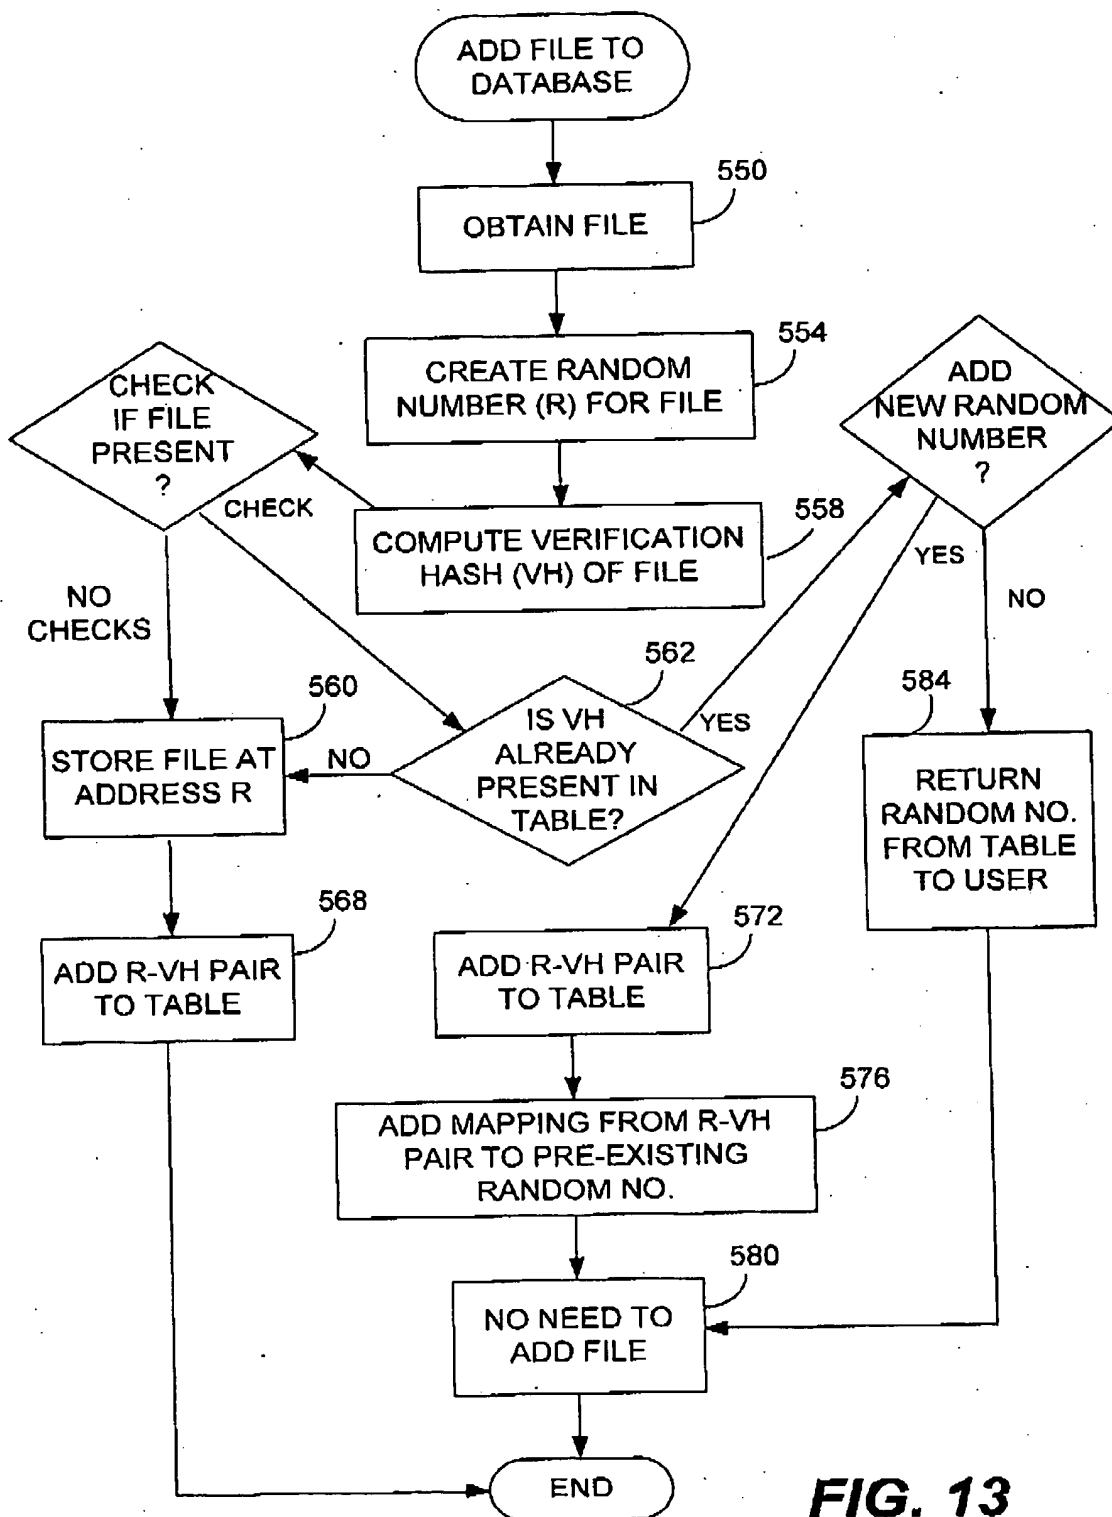 ADD FILE TO
DATABASE
550
OBTAIN FILE
554
CREATE RANDOM
NUMBER (R) FOR FILE
CHECK
IF FILE
PRESENT
?
ADD
NEW RANDOM
NUMBER
?
CHECK
558
COMPUTE VERIFICATION
HASH (VH) OF FILE
YES
NO
NO
CHECKS
562
IS VH
ALREADY
PRESENT IN
TABLE?
YES
NO
560
STORE FILE AT
ADDRESS R
584
RETURN
RANDOM NO.
FROM TABLE
TO USER
568
ADD R-VH PAIR
TO TABLE
572
ADD R-VH PAIR
TO TABLE
576
ADD MAPPING FROM R-VH
PAIR TO PRE-EXISTING
RANDOM NO.
580
NO NEED TO
ADD FILE
END
FIG. 13